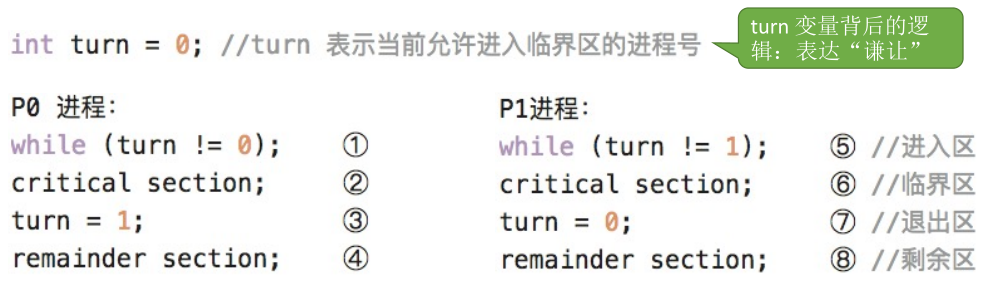 int turn = 0; //turn 表示当前允许进入临界区的进程号
turn 变量背后的逻
辑：表达“谦让”
P0 进程：
while (turn != 0); ①
critical section; ②
turn = 1; ③
remainder section; ④
P1进程：
while (turn != 1); ⑤ //进入区
critical section; ⑥ //临界区
turn = 0; ⑦ //退出区
remainder section; ⑧ //剩余区